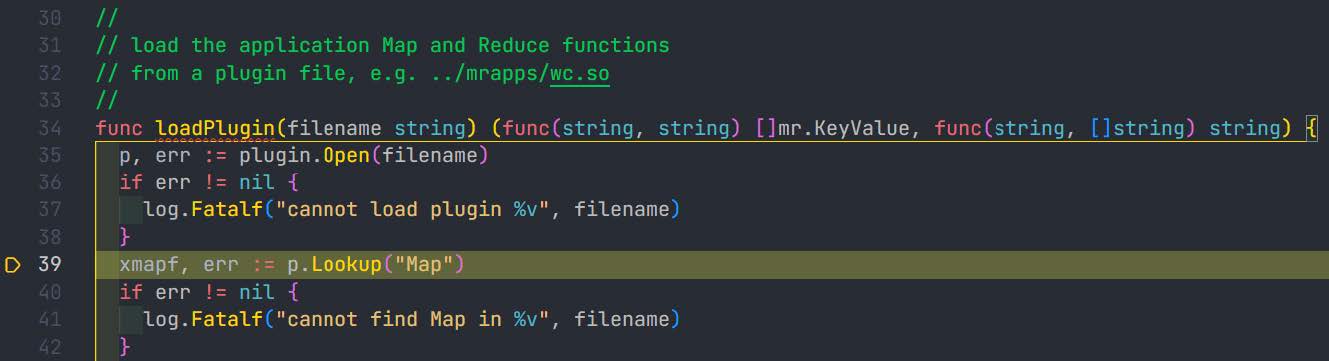 30 //
31 // load the application Map and Reduce functions
32 // from a plugin file, e.g. ../mrapps/wc.so
33 //
34 func loadPlugin(filename string) (func(string, string) []mr.KeyValue, func(string, []string) string) {
35   p, err := plugin.Open(filename)
36   if err != nil {
37     log.Fatalf("cannot load plugin %v", filename)
38   }
39   xmapf, err := p.Lookup("Map")
40   if err != nil {
41     log.Fatalf("cannot find Map in %v", filename)
42   }